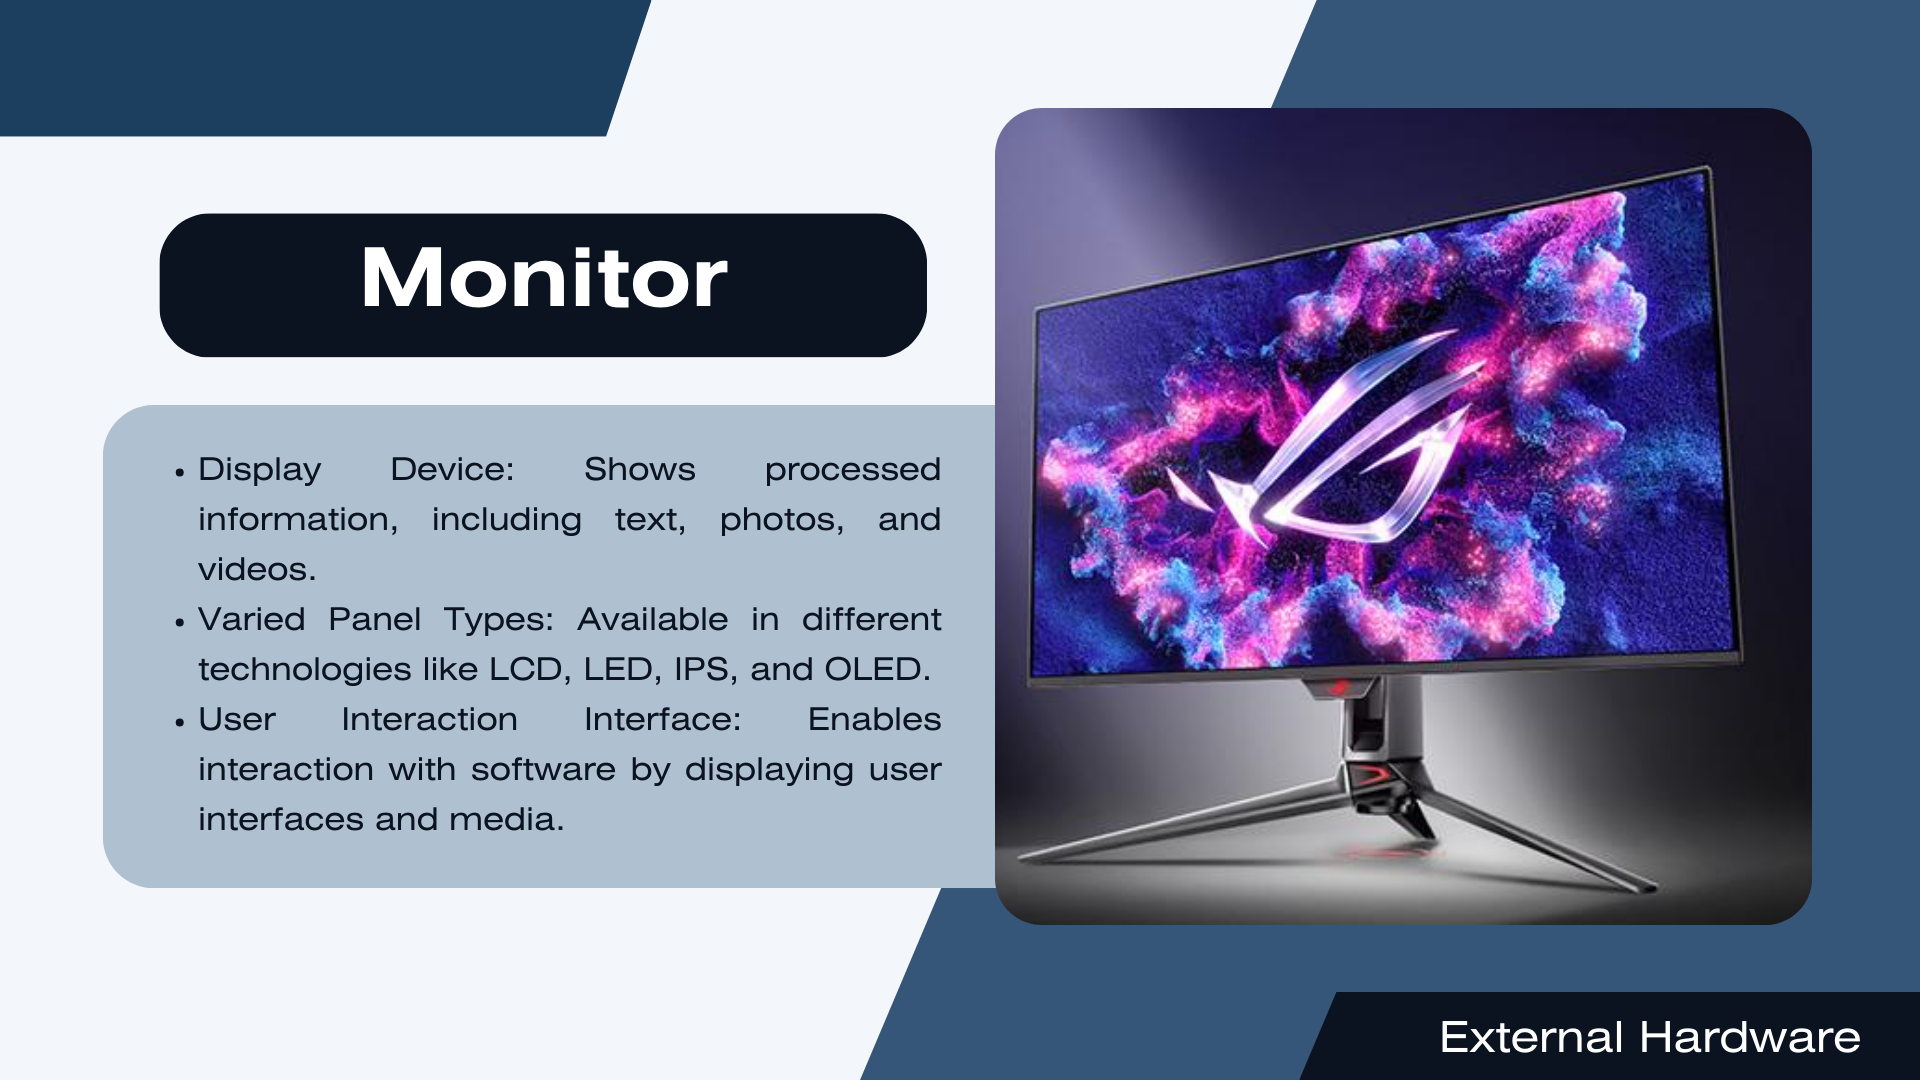 Monitor
• Display Device: Shows processed
information, including text, photos, and
videos.
• Varied Panel Types: Available in different
technologies like LCD, LED, IPS, and OLED.
• User Interaction Interface: Enables
interaction with software by displaying user
interfaces and media.
External Hardware